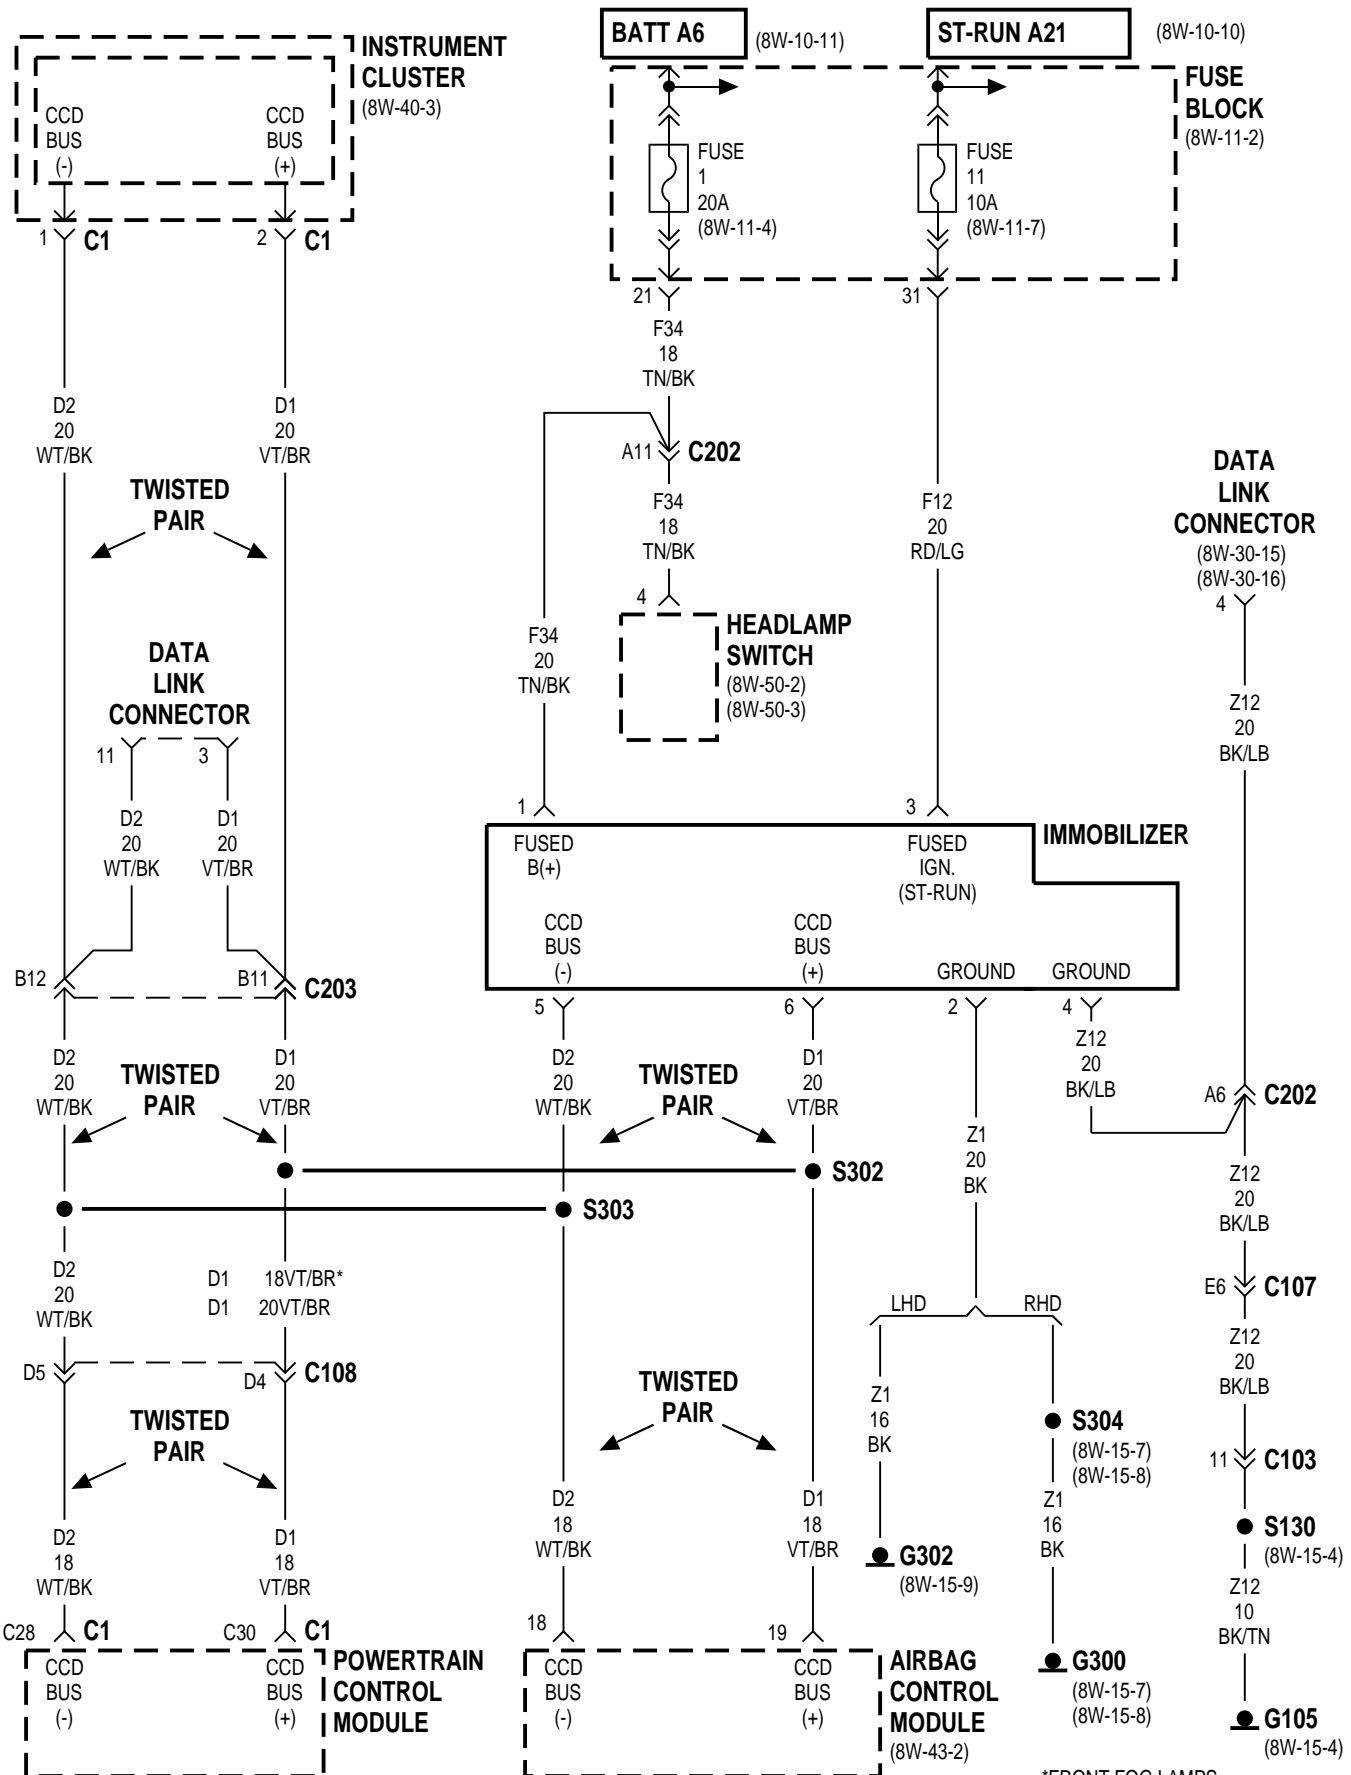 INSTRUMENT
CLUSTER
(8W-40-3)
CCD
BUS
(-)
CCD
BUS
(+)
1
C1
2
C1
BATT A6
(8W-10-11)
ST-RUN A21
(8W-10-10)
FUSE
BLOCK
(8W-11-2)
FUSE
1
20A
(8W-11-4)
FUSE
11
10A
(8W-11-7)
21
31
F34
18
TN/BK
D2
20
WT/BK
D1
20
VT/BR
TWISTED
PAIR
A11
C202
F34
18
TN/BK
F12
20
RD/LG
DATA
LINK
CONNECTOR
(8W-30-15)
(8W-30-16)
4
4
HEADLAMP
SWITCH
(8W-50-2)
(8W-50-3)
F34
20
TN/BK
DATA
LINK
CONNECTOR
11
3
Z12
20
BK/LB
D2
20
WT/BK
D1
20
VT/BR
1
3
IMMOBILIZER
FUSED
B(+)
FUSED
IGN.
(ST-RUN)
CCD
BUS
(-)
CCD
BUS
(+)
GROUND
GROUND
B12
B11
C203
5
6
2
4
D2
20
WT/BK
TWISTED
PAIR
D1
20
VT/BR
D2
20
WT/BK
TWISTED
PAIR
D1
20
VT/BR
Z12
20
BK/LB
A6
C202
Z1
20
BK
S302
S303
Z12
20
BK/LB
D2
20
WT/BK
D1 18VT/BR*
D1 20VT/BR
E6
C107
LHD
RHD
Z12
20
BK/LB
D5
D4
C108
TWISTED
PAIR
TWISTED
PAIR
Z1
16
BK
S304
(8W-15-7)
(8W-15-8)
11
C103
D2
18
WT/BK
D1
18
VT/BR
Z1
16
BK
S130
(8W-15-4)
D2
18
WT/BK
D1
18
VT/BR
G302
(8W-15-9)
Z12
10
BK/TN
C28
C1
C30
C1
18
19
CCD
BUS
(-)
CCD
BUS
(+)
POWERTRAIN
CONTROL
MODULE
CCD
BUS
(-)
CCD
BUS
(+)
AIRBAG
CONTROL
MODULE
(8W-43-2)
G300
(8W-15-7)
(8W-15-8)
G105
(8W-15-4)
*FRONT FOG LAMPS